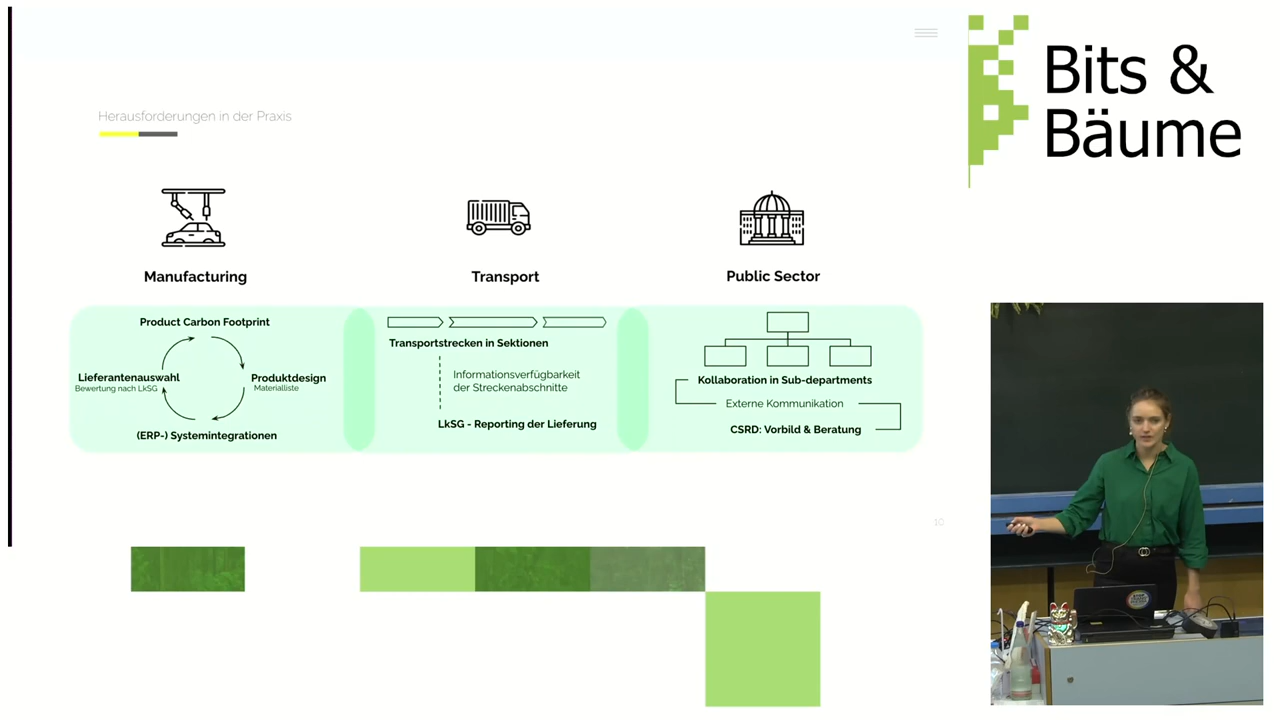 Bits &
Bäume
Herausforderungen in der Praxis
Manufacturing
Product Carbon Footprint
Lieferantenauswahl
Bewertung nach LkSG
Produktdesign
Materialliste
(ERP-) Systemintegrationen
Transport
Transportstrecken in Sektionen
Informationsverfügbarkeit
der Streckenabschnitte
LkSG - Reporting der Lieferung
Public Sector
Kollaboration in Sub-departments
Externe Kommunikation
CSRD: Vorbild & Beratung
10